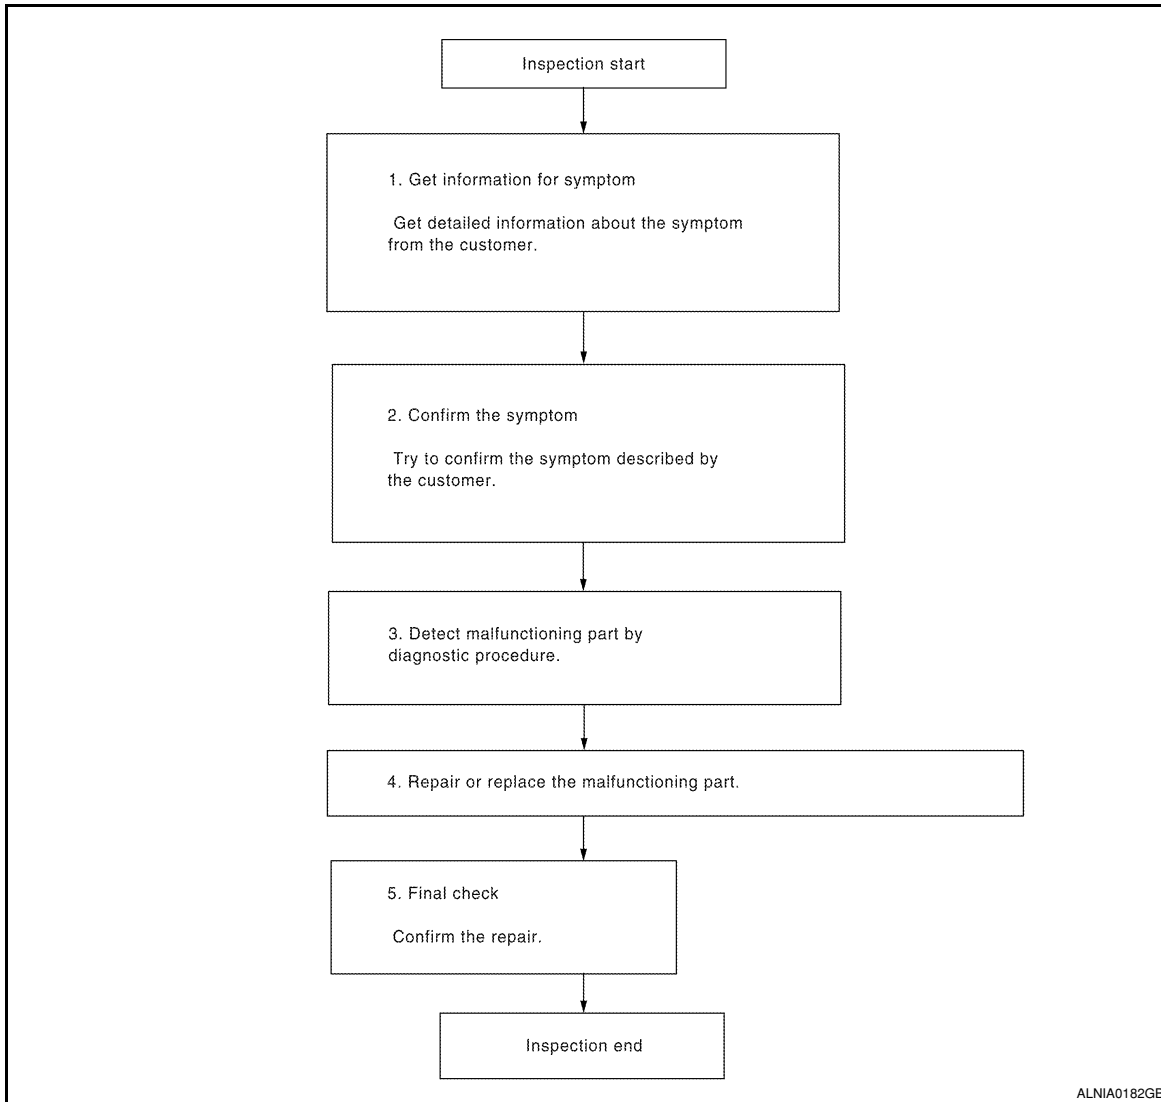 Inspection start
1. Get information for symptom
Get detailed information about the symptom
from the customer.
2. Confirm the symptom
Try to confirm the symptom described by
the customer.
3. Detect malfunctioning part by
diagnostic procedure.
4. Repair or replace the malfunctioning part.
5. Final check
Confirm the repair.
Inspection end
ALNIA0182GB